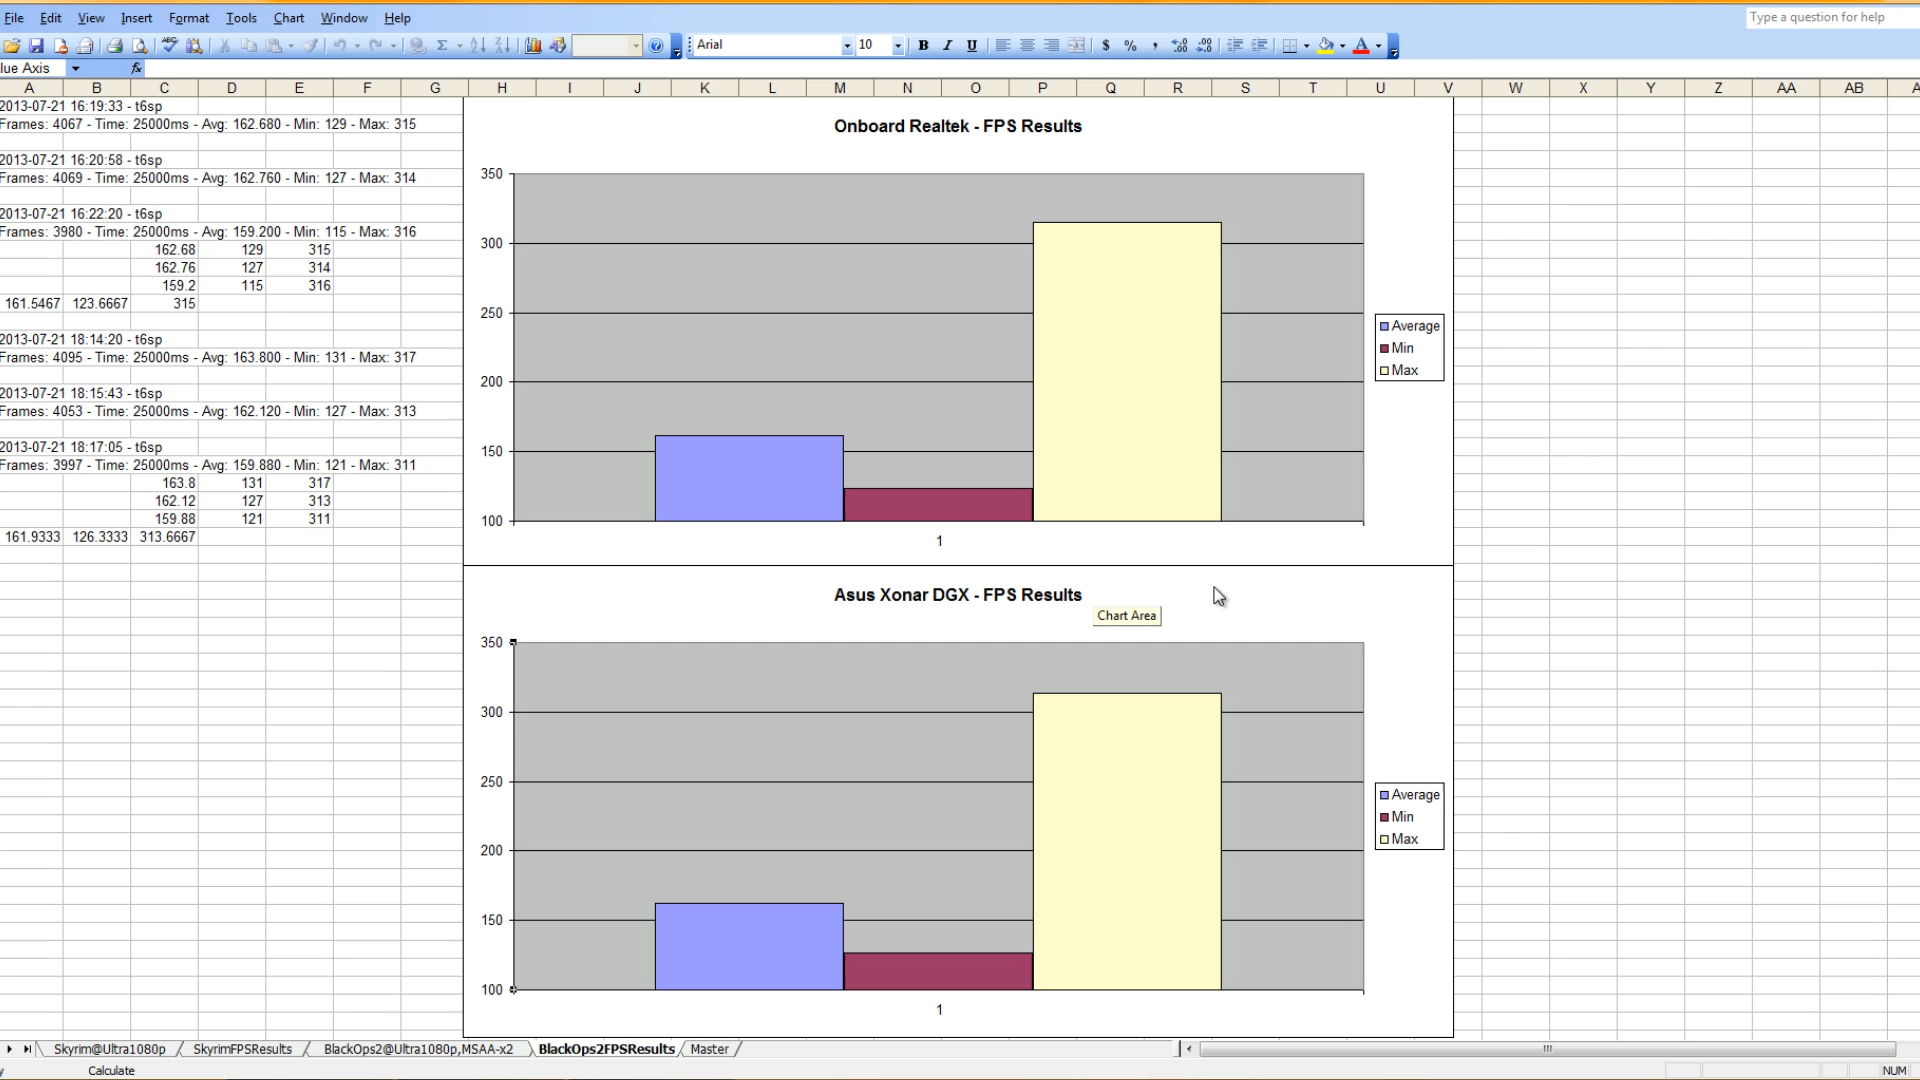 File Edit View Insert Format Tools Chart Window Help
Type a question for help
Arial 10 B I U $ % ,
lue Axis fx
A B C D E F G H I J K L M N O P Q R S T U V W X Y Z AA AB A
2013-07-21 16:19:33 - t6sp
Frames: 4067 - Time: 25000ms - Avg: 162.680 - Min: 129 - Max: 315
2013-07-21 16:20:58 - t6sp
Frames: 4069 - Time: 25000ms - Avg: 162.760 - Min: 127 - Max: 314
2013-07-21 16:22:20 - t6sp
Frames: 3980 - Time: 25000ms - Avg: 159.200 - Min: 115 - Max: 316
162.68 129 315
162.76 127 314
159.2 115 316
161.5467 123.6667 315
2013-07-21 18:14:20 - t6sp
Frames: 4095 - Time: 25000ms - Avg: 163.800 - Min: 131 - Max: 317
2013-07-21 18:15:43 - t6sp
Frames: 4053 - Time: 25000ms - Avg: 162.120 - Min: 127 - Max: 313
2013-07-21 18:17:05 - t6sp
Frames: 3997 - Time: 25000ms - Avg: 159.880 - Min: 121 - Max: 311
163.8 131 317
162.12 127 313
159.88 121 311
161.9333 126.3333 313.6667
Onboard Realtek - FPS Results
350
300
250
200
150
100
1
Average
Min
Max
Asus Xonar DGX - FPS Results
Chart Area
350
300
250
200
150
100
1
Average
Min
Max
Skyrim@Ultra1080p SkyrimFPSResults BlackOps2@Ultra1080p,MSAA-x2 BlackOps2FPSResults Master
y Calculate NUM